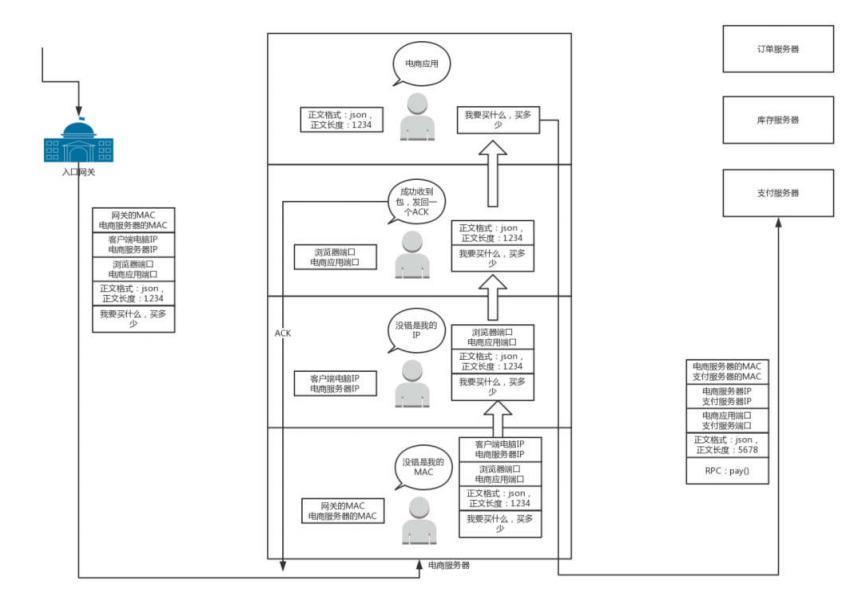 电商应用
正文格式：json，
正文长度：1234
我要买什么，买多
少
订单服务器
库存服务器
支付服务器
入口网关
网关的MAC
电商服务器的MAC
客户端电脑IP
电商服务器IP
浏览器端口
电商应用端口
正文格式：json，
正文长度：1234
我要买什么，买多
少
成功收到
包，发回一
个ACK
浏览器端口
电商应用端口
正文格式：json，
正文长度：1234
我要买什么，买多
少
ACK
没错是我的
IP
客户端电脑IP
电商服务器IP
浏览器端口
电商应用端口
正文格式：json，
正文长度：1234
我要买什么，买多
少
没错是我的
MAC
网关的MAC
电商服务器的MAC
客户端电脑IP
电商服务器IP
浏览器端口
电商应用端口
正文格式：json，
正文长度：1234
我要买什么，买多
少
电商服务器
电商服务器的MAC
支付服务器的MAC
电商服务器IP
支付服务器IP
电商应用端口
支付服务端口
正文格式：json，
正文长度：5678
RPC：pay()